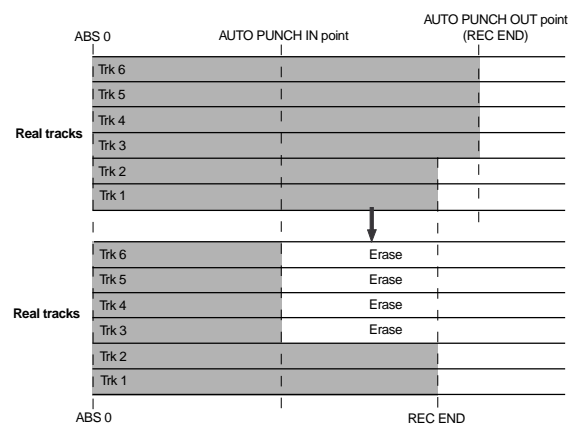 AUTO PUNCH OUT point
ABS 0 AUTO PUNCH IN point (REC END)
Trk 6
Trk 5
Trk 4
Real tracks Trk 3
Trk 2
Trk 1
Trk 6 Erase
Trk 5 Erase
Trk 4 Erase
Real tracks Trk 3 Erase
Trk 2
Trk 1
ABS 0 REC END